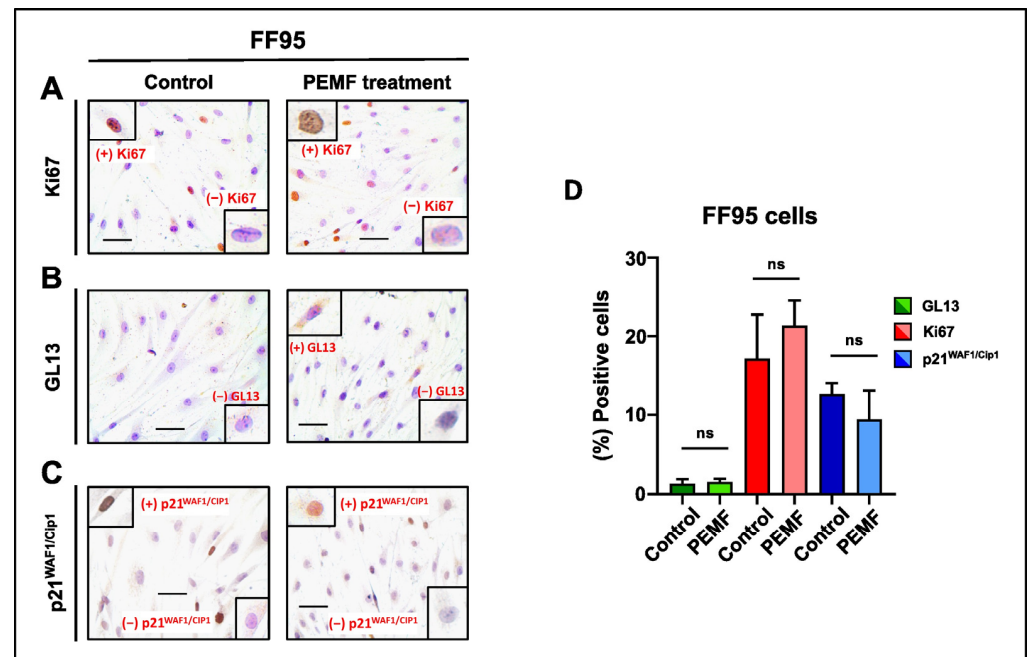 FF95
Control PEMF treatment
A
Ki67
(+) Ki67
(−) Ki67
(+) Ki67
(−) Ki67
B
GL13
(−) GL13
(+) GL13
(−) GL13
C
p21WAF1/Cip1
(+) p21WAF1/CIP1
(−) p21WAF1/CIP1
(+) p21WAF1/CIP1
(−) p21WAF1/CIP1
D
FF95 cells
(%) Positive cells
30
20
10
0
ns
ns
ns
Control
PEMF
Control
PEMF
Control
PEMF
GL13
Ki67
p21WAF1/Cip1